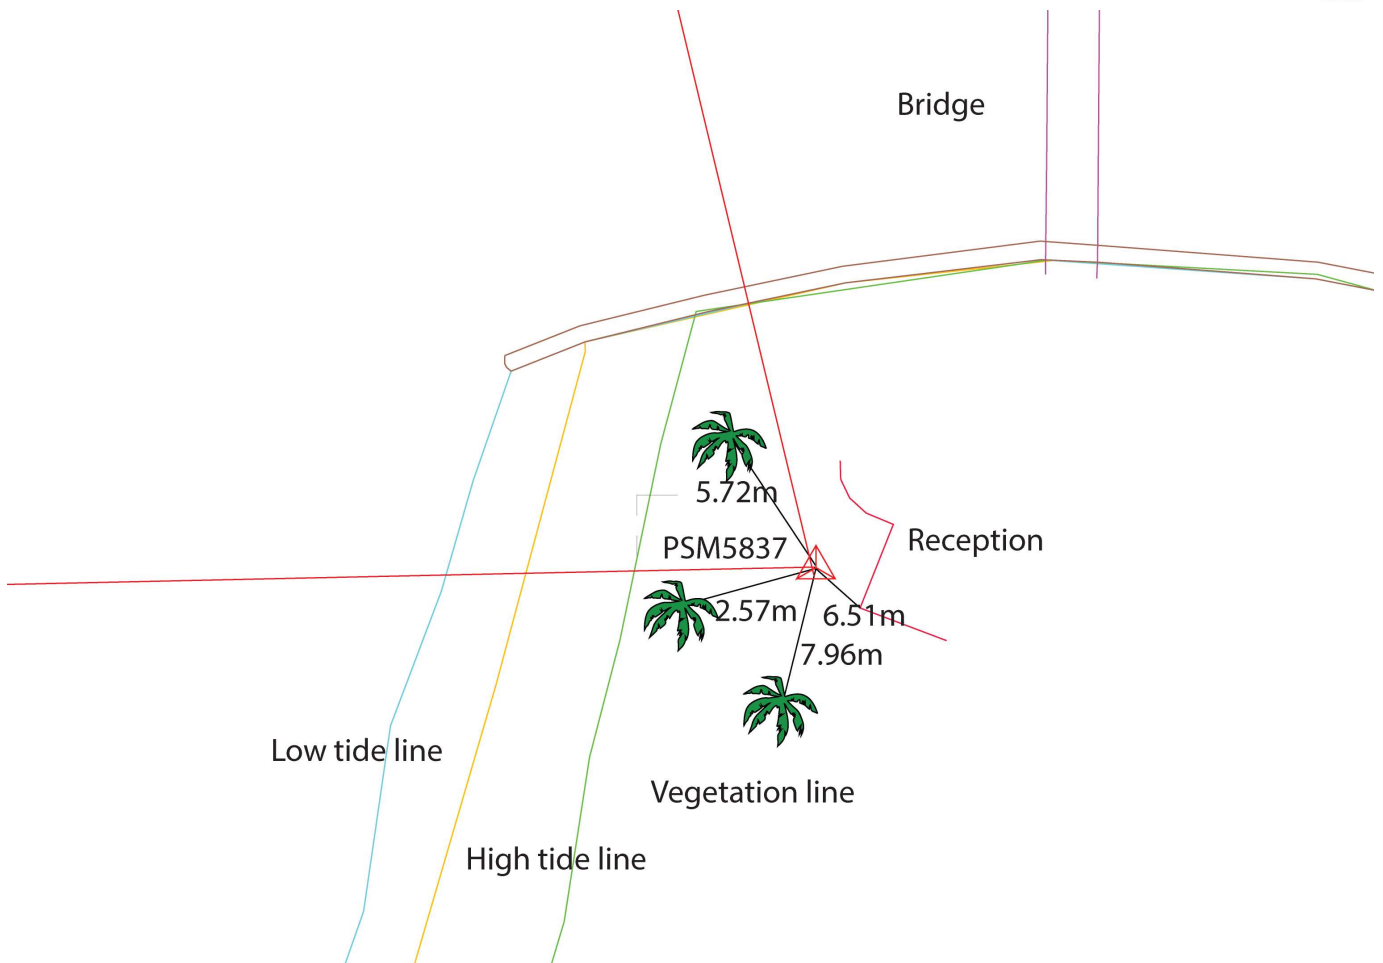 Bridge
5.72m
PSM5837
Reception
2.57m
6.51m
7.96m
Low tide line
Vegetation line
High tide line